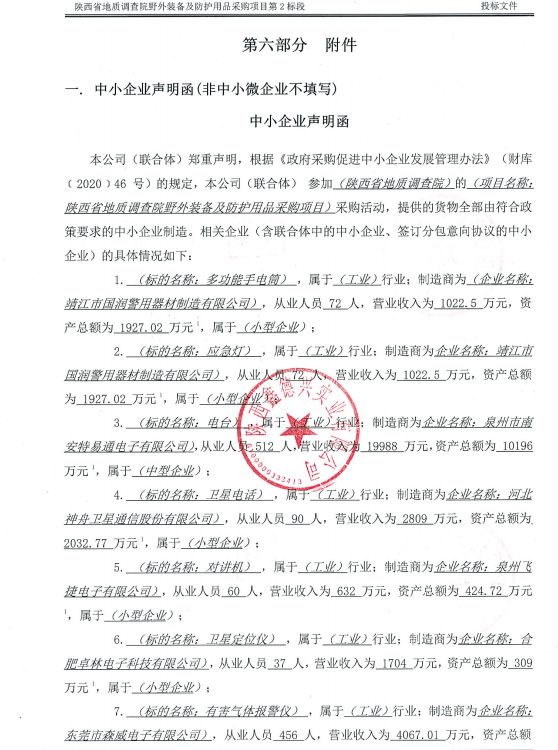 陕西省地质调查院野外装备及防护用品采购项目第 2 标段 投标文件
第六部分 附件
一. 中小企业声明函(非中小微企业不填写)
中小企业声明函
本公司（联合体）郑重声明，根据《政府采购促进中小企业发展管理办法》（财库
﹝2020﹞46 号）的规定，本公司（联合体） 参加（陕西省地质调查院）的（项目名称:
陕西省地质调查院野外装备及防护用品采购项目）采购活动，提供的货物全部由符合政
策要求的中小企业制造。相关企业（含联合体中的中小企业、签订分包意向协议的中小
企业）的具体情况如下：
1. （标的名称：多功能手电筒），属于（工业）行业；制造商为（企业名称:
靖江市国润警用器材制造有限公司），从业人员 72 人，营业收入为 1022.5 万元，资
产总额为 1927.02 万元¹，属于（小型企业）；
2. （标的名称：应急灯），属于（工业）行业；制造商为企业名称：靖江市
国润警用器材制造有限公司），从业人员 72 人，营业收入为 1022.5 万元，资产总额
为 1927.02 万元¹，属于（小型企业）；
3. （标的名称：电台），属于（工业）行业；制造商为企业名称：泉州市南
安特易通电子有限公司），从业人员 512 人，营业收入为 19988 万元，资产总额为 10196
万元¹，属于（中型企业）；
4. （标的名称：卫星电话），属于（工业）行业；制造商为企业名称：河北
神舟卫星通信股份有限公司），从业人员 90 人，营业收入为 2809 万元，资产总额为
2032.77 万元¹，属于（小型企业）；
5. （标的名称：对讲机），属于（工业）行业；制造商为企业名称：泉州飞
捷电子有限公司），从业人员 60 人，营业收入为 632 万元，资产总额为 424.72 万元
¹，属于（小型企业）；
6. （标的名称：卫星定位仪），属于（工业）行业；制造商为企业名称：合
肥卓林电子科技有限公司），从业人员 37 人，营业收入为 1704 万元，资产总额为 309
万元¹，属于（小型企业）；
7. （标的名称：有害气体报警仪），属于（工业）行业；制造商为企业名称:
东莞市森威电子有限公司），从业人员 456 人，营业收入为 4067.01 万元，资产总额